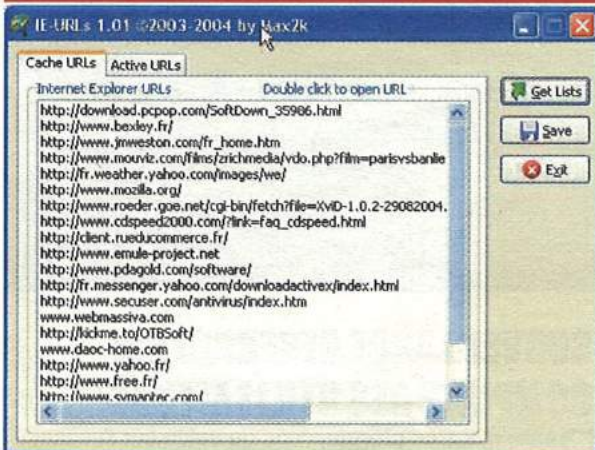 IE-URLs 1.01 ©2003-2004 by Max2k
Cache URLs
Active URLs
Internet Explorer URLs
Double click to open URL
http://download.pcpop.com/SoftDown_35986.html
http://www.bexley.fr/
http://www.jmweston.com/fr_home.htm
http://www.mouviz.com/films/zrichmedia/vdo.php?film=parisvsbanlie
http://fr.weather.yahoo.com/images/we/
http://www.mozilla.org/
http://www.roeder.goe.net/cgi-bin/fetch?file=XviD-1.0.2-29082004.
http://www.cdspeed2000.com/?link=faq_cdspeed.html
http://client.rueducommerce.fr/
http://www.emule-project.net
http://www.pdagold.com/software/
http://fr.messenger.yahoo.com/downloadactivex/index.html
http://www.secuser.com/antivirus/index.htm
www.webmassiva.com
http://kickme.to/OTBSoft/
www.daoc-home.com
http://www.yahoo.fr/
http://www.free.fr/
http://www.symantec.com/
Get Lists
Save
Exit